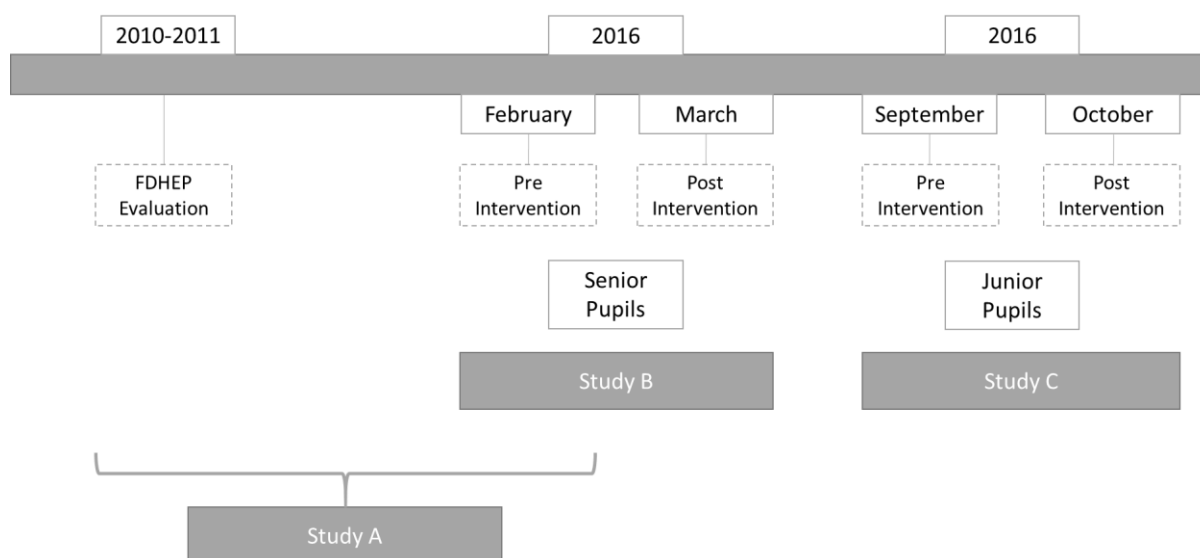 2010-2011
2016
2016
February
March
September
October
FDHEP
Evaluation
Pre
Intervention
Post
Intervention
Pre
Intervention
Post
Intervention
Senior
Pupils
Junior
Pupils
Study B
Study C
Study A